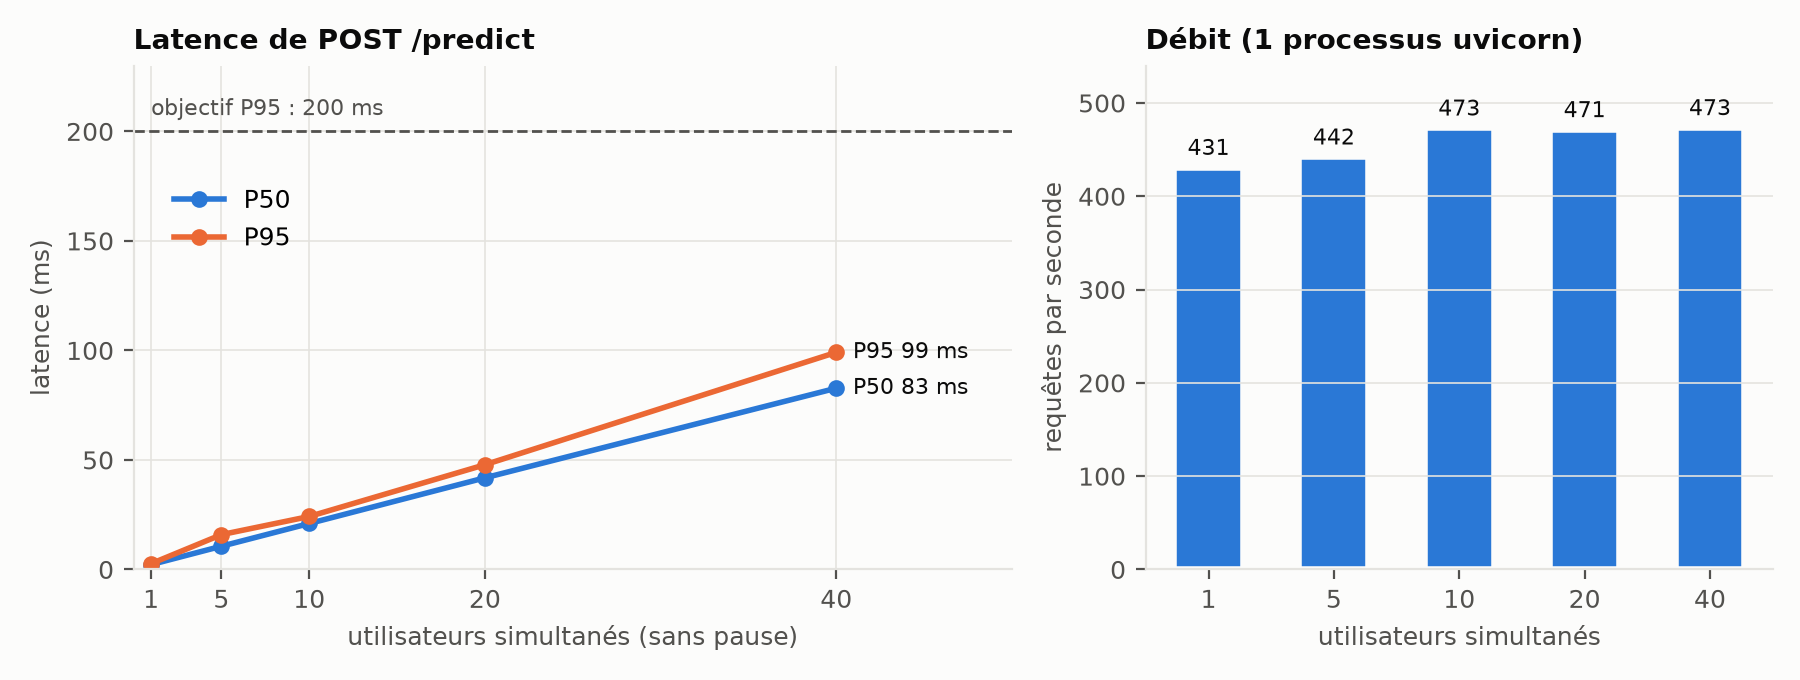 Latence de POST /predict
objectif P95 : 200 ms
P50
P95
P95 99 ms
P50 83 ms
latence (ms)
200
150
100
50
0
1 5 10 20 40
utilisateurs simultanés (sans pause)
Débit (1 processus uvicorn)
431 442 473 471 473
requêtes par seconde
500
400
300
200
100
0
1 5 10 20 40
utilisateurs simultanés